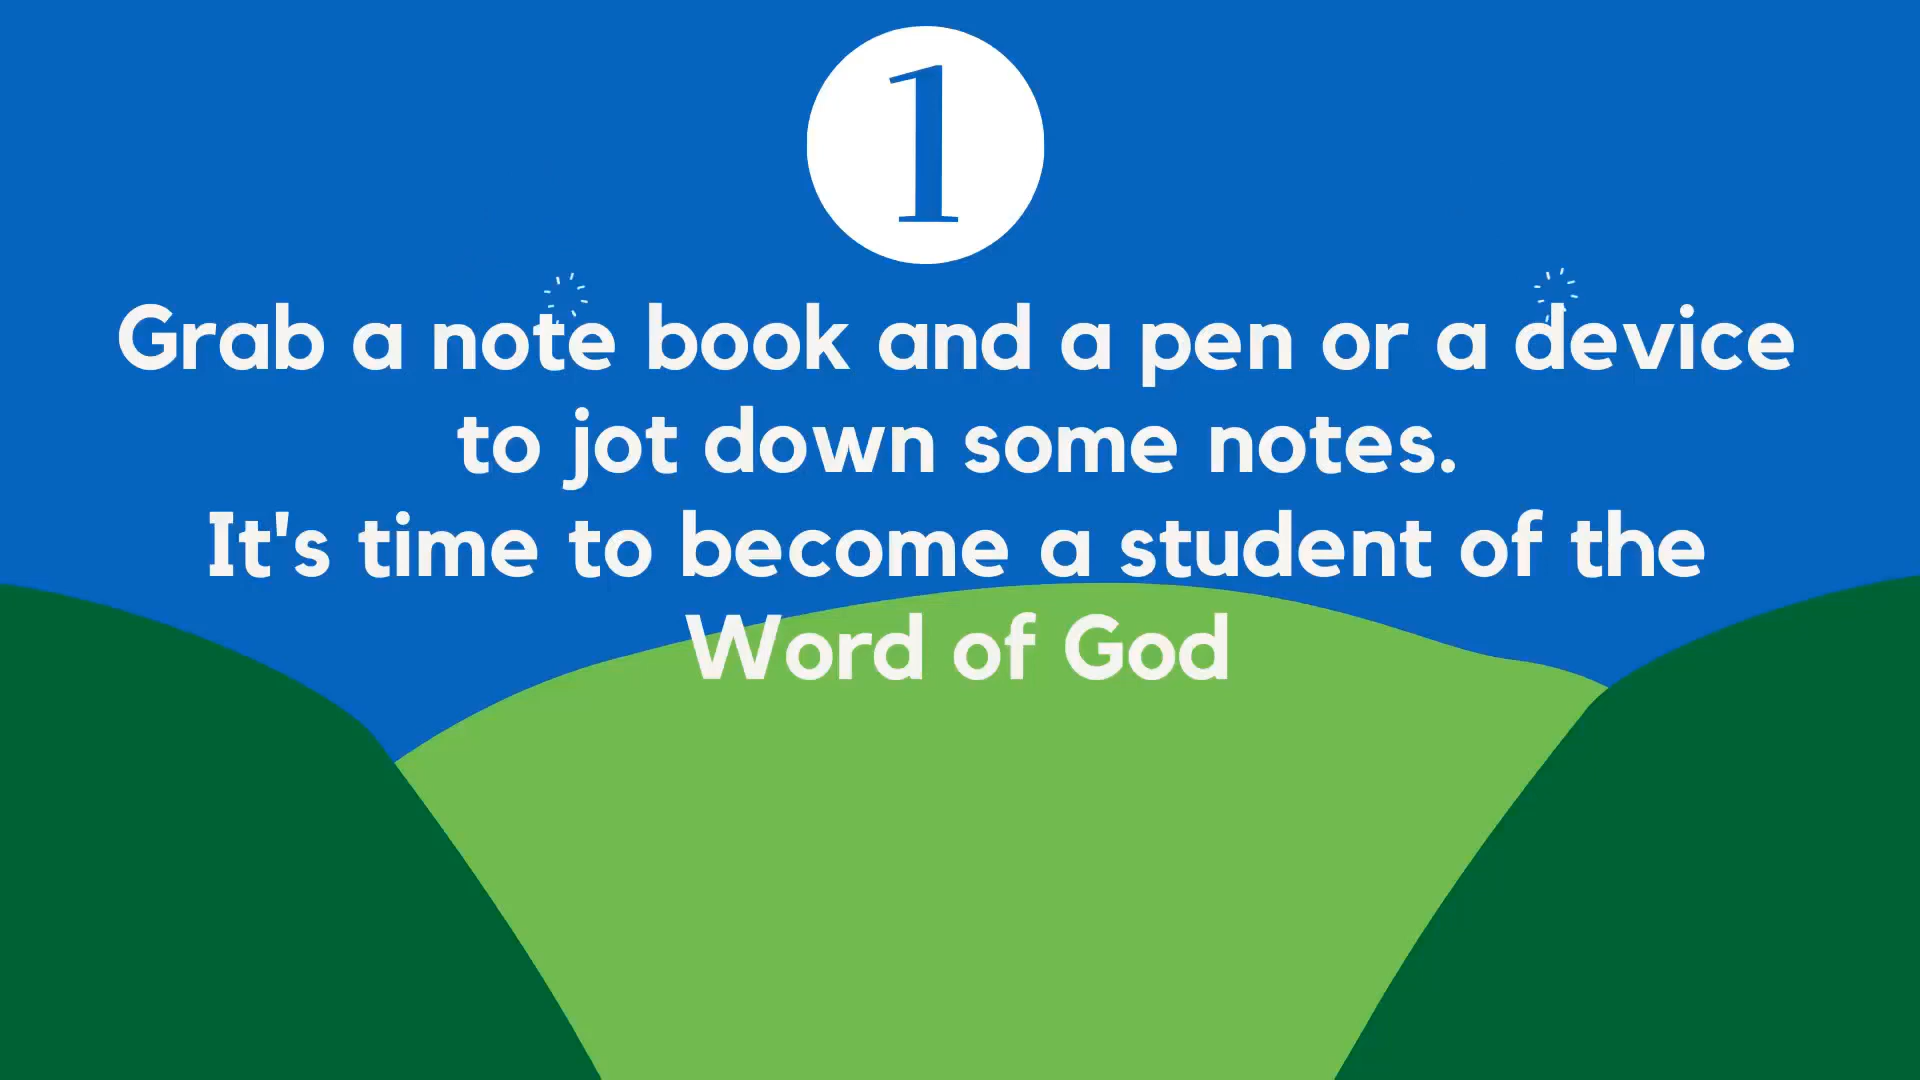 1
Grab a note book and a pen or a device
to jot down some notes.
It's time to become a student of the
Word of God